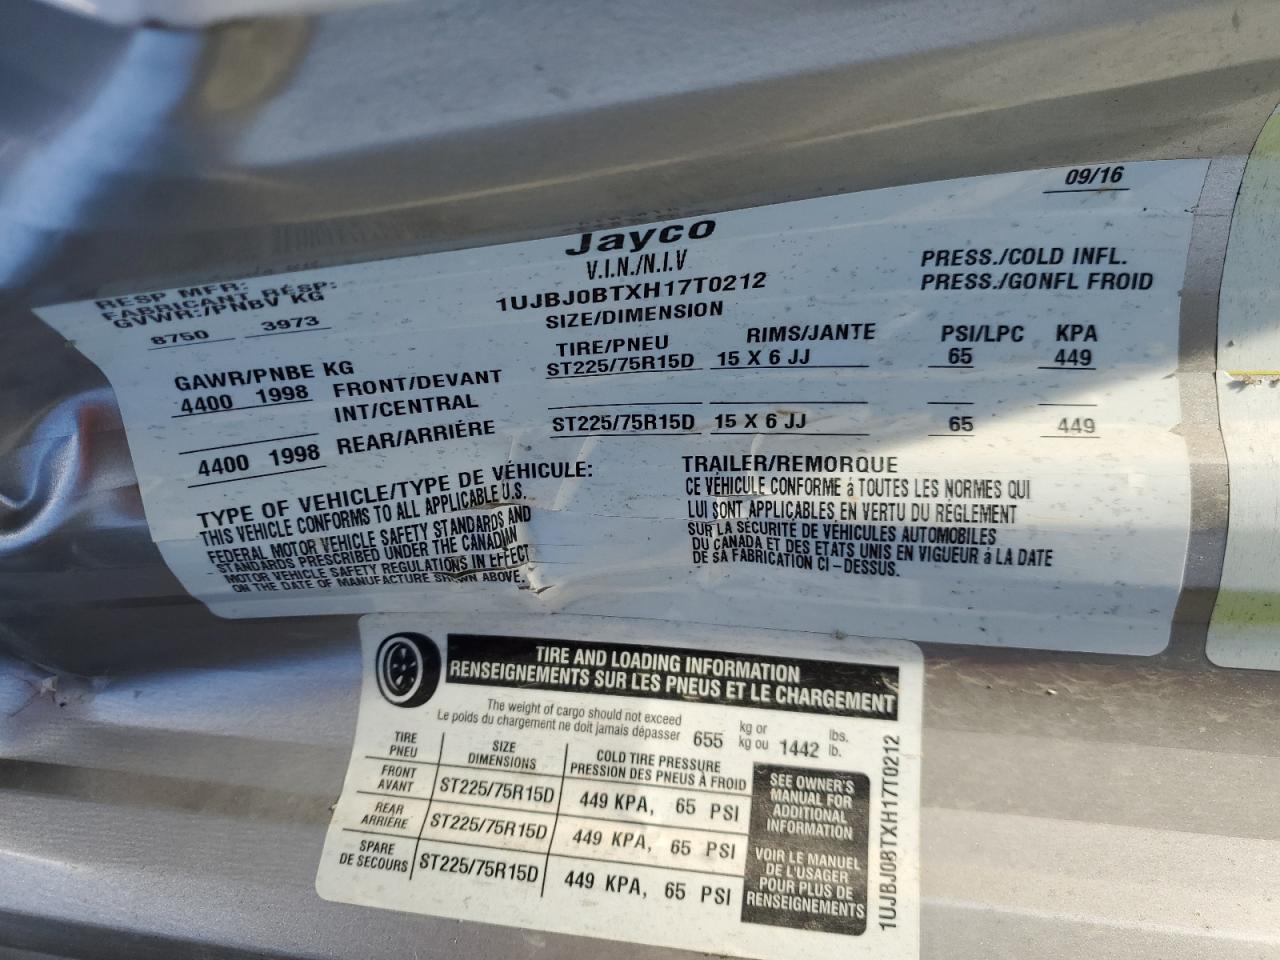 09/16
Jayco
RESP MFR:
FABRICANT RESP:
GVWR:/PNBV KG
8750 3973
V.I.N./N.I.V
1UJBJ0BTXH17T0212
SIZE/DIMENSION
PRESS./COLD INFL.
PRESS./GONFL FROID
GAWR/PNBE KG
TIRE/PNEU RIMS/JANTE PSI/LPC KPA
4400 1998 FRONT/DEVANT ST225/75R15D 15 X 6 JJ 65 449
INT/CENTRAL
4400 1998 REAR/ARRIÉRE ST225/75R15D 15 X 6 JJ 65 449
TYPE OF VEHICLE/TYPE DE VÉHICULE: TRAILER/REMORQUE
THIS VEHICLE CONFORMS TO ALL APPLICABLE U.S.
FEDERAL MOTOR VEHICLE SAFETY STANDARDS AND
STANDARDS PRESCRIBED UNDER THE CANADIAN
MOTOR VEHICLE SAFETY REGULATIONS IN EFFECT
ON THE DATE OF MANUFACTURE SHOWN ABOVE.
CE VÉHICULE CONFORME á TOUTES LES NORMES QUI
LUI SONT APPLICABLES EN VERTU DU RÉGLEMENT
SUR LA SÉCURITÉ DE VÉHICULES AUTOMOBILES
DU CANADA ET DES ETATS UNIS EN VIGUEUR á LA DATE
DE SA FABRICATION CI-DESSUS.
TIRE AND LOADING INFORMATION
RENSEIGNEMENTS SUR LES PNEUS ET LE CHARGEMENT
The weight of cargo should not exceed
Le poids du chargement ne doit jamais dépasser
655 kg or
kg ou 1442 lbs.
lb.
TIRE
PNEU
SIZE
DIMENSIONS
COLD TIRE PRESSURE
PRESSION DES PNEUS À FROID
FRONT
AVANT
ST225/75R15D 449 KPA, 65 PSI
REAR
ARRIÈRE
ST225/75R15D 449 KPA, 65 PSI
SPARE
DE SECOURS
ST225/75R15D 449 KPA, 65 PSI
SEE OWNER'S
MANUAL FOR
ADDITIONAL
INFORMATION
VOIR LE MANUEL
DE L'USAGER
POUR PLUS DE
RENSEIGNEMENTS
1UJBJ0BTXH17T0212